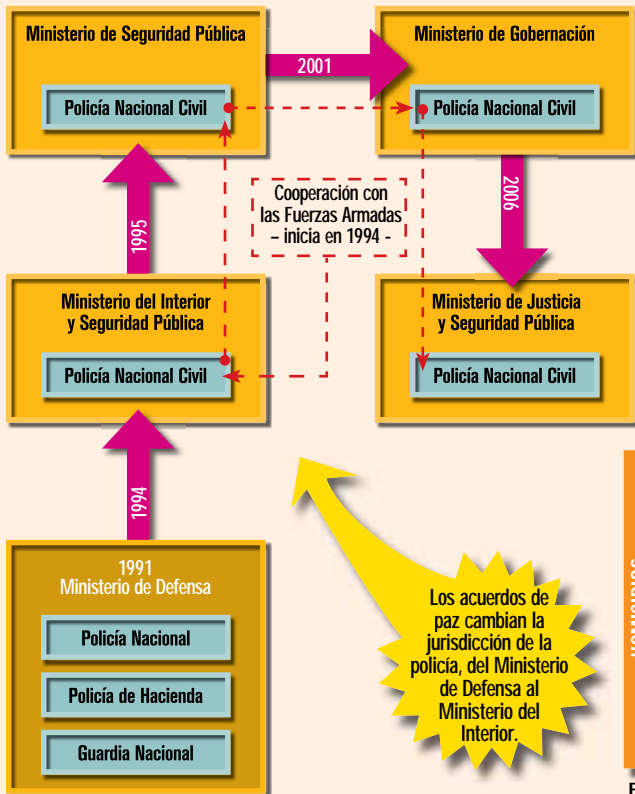 Ministerio de Seguridad Pública
Policía Nacional Civil
2001
Ministerio de Gobernación
Policía Nacional Civil
1995
Cooperación con
las Fuerzas Armadas
– inicia en 1994 -
2006
Ministerio del Interior
y Seguridad Pública
Policía Nacional Civil
Ministerio de Justicia
y Seguridad Pública
Policía Nacional Civil
1994
1991
Ministerio de Defensa
Policía Nacional
Policía de Hacienda
Guardia Nacional
Los acuerdos de
paz cambian la
jurisdicción de la
policía, del Ministerio
de Defensa al
Ministerio del
Interior.